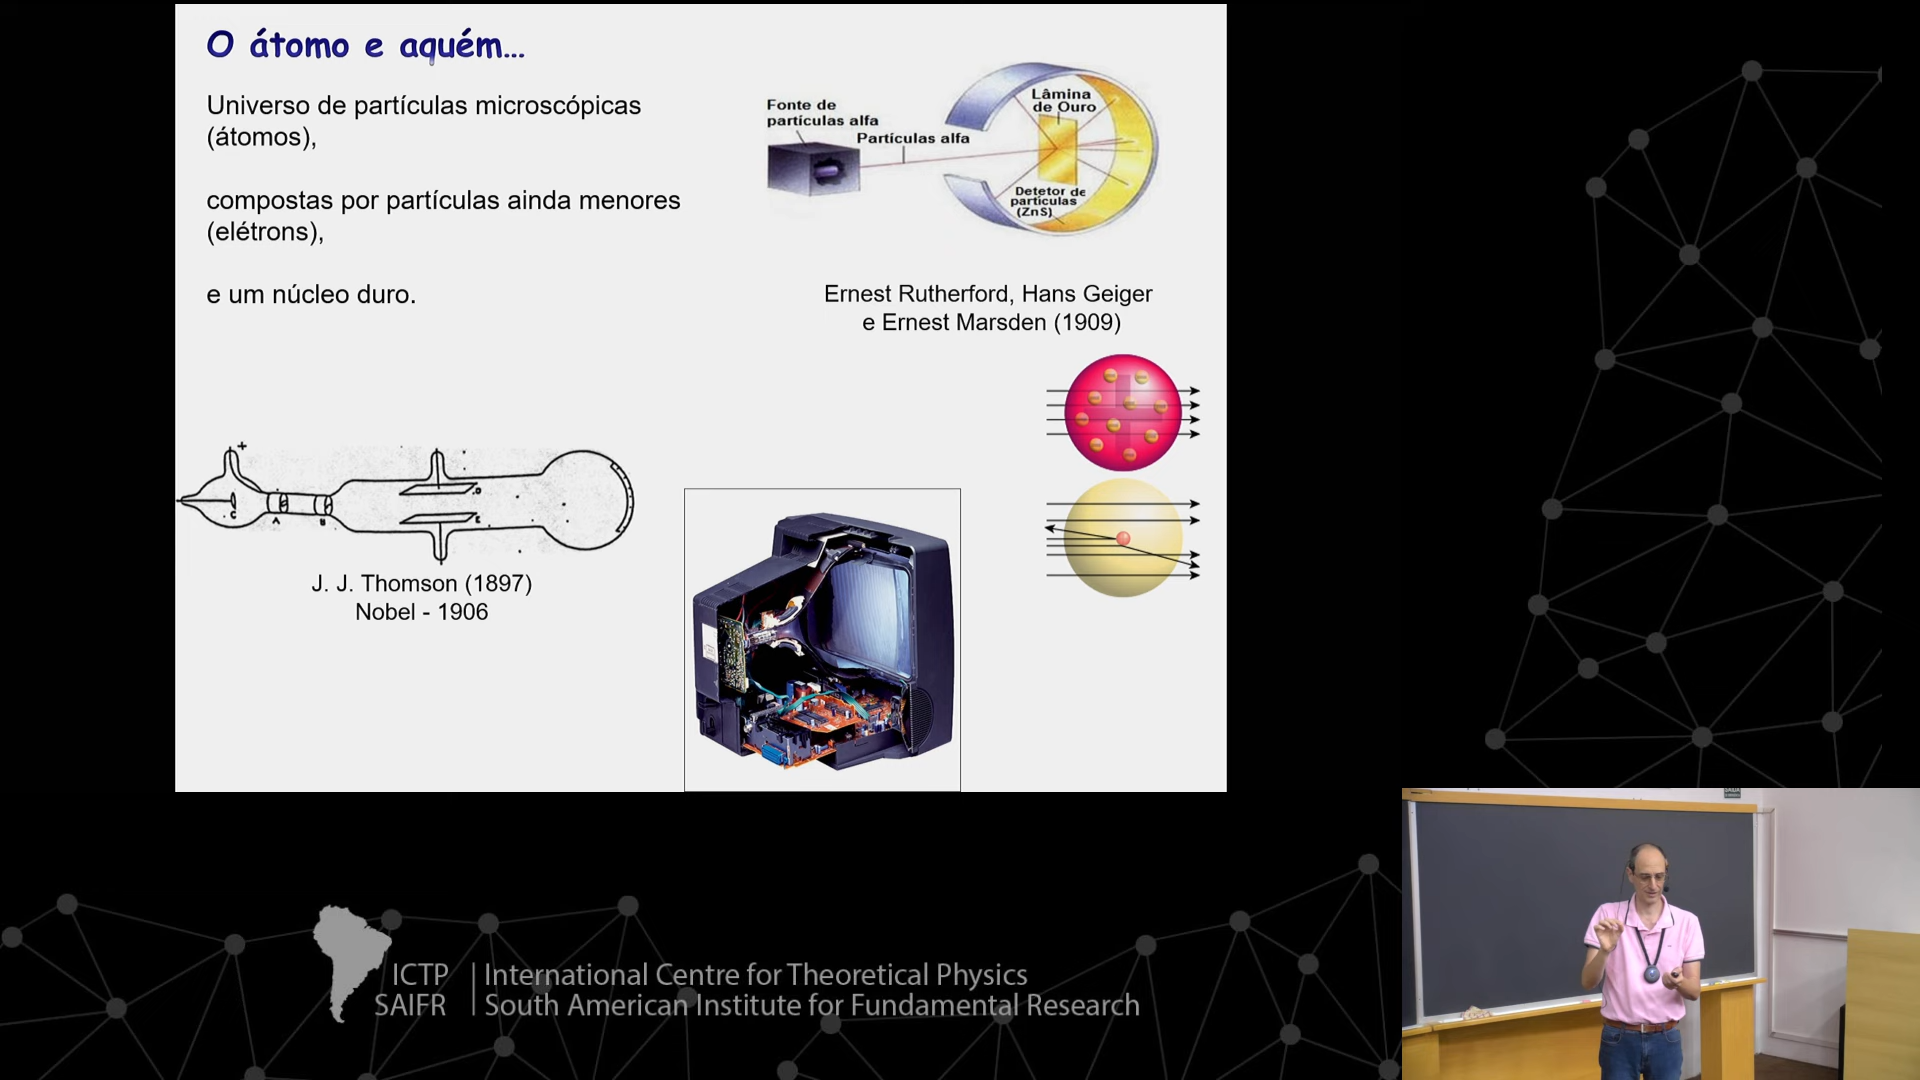 O átomo e aquém...
Universo de partículas microscópicas
(átomos),
compostas por partículas ainda menores
(elétrons),
e um núcleo duro.
Fonte de
partículas alfa
Partículas alfa
Lâmina
de Ouro
Detetor de
partículas
(ZnS)
Ernest Rutherford, Hans Geiger
e Ernest Marsden (1909)
+
C
A
B
D
E
J. J. Thomson (1897)
Nobel - 1906
ICTP | International Centre for Theoretical Physics
SAIFR | South American Institute for Fundamental Research